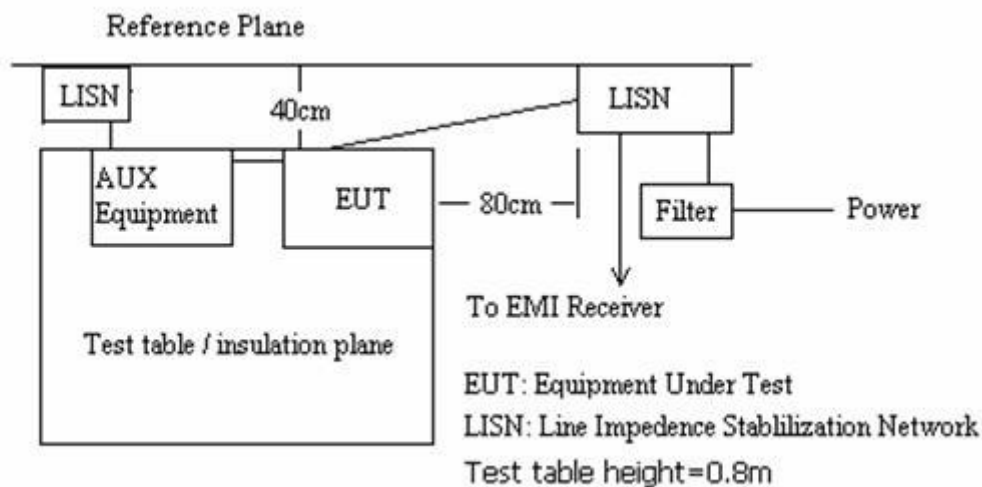 Reference Plane
LISN
40cm
LISN
AUX
Equipment
EUT
80cm
Filter
Power
To EMI Receiver
Test table / insulation plane
EUT: Equipment Under Test
LISN: Line Impedence Stablilization Network
Test table height=0.8m